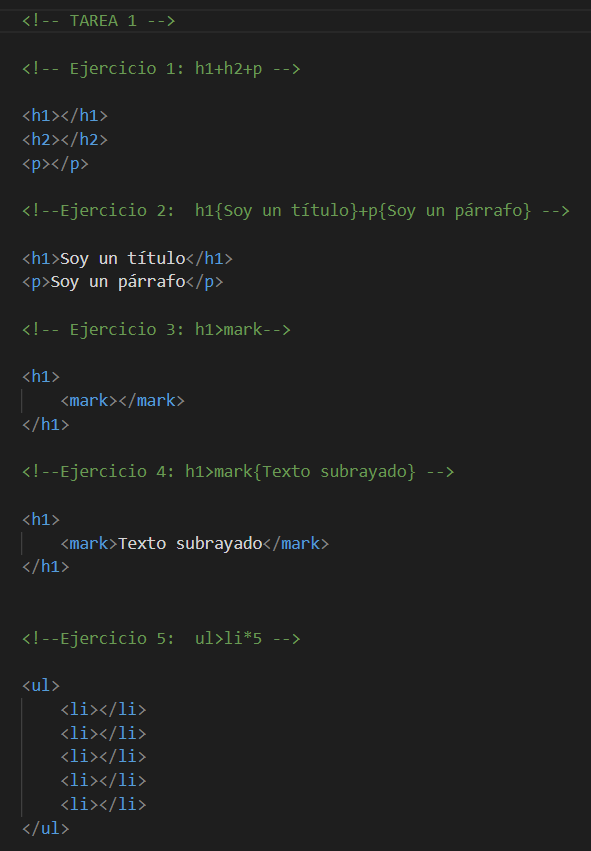 <!-- TAREA 1 -->
<!-- Ejercicio 1: h1+h2+p -->
<h1></h1>
<h2></h2>
<p></p>
<!--Ejercicio 2:  h1{Soy un título}+p{Soy un párrafo} -->
<h1>Soy un título</h1>
<p>Soy un párrafo</p>
<!-- Ejercicio 3: h1>mark-->
<h1>
    <mark></mark>
</h1>
<!--Ejercicio 4: h1>mark{Texto subrayado} -->
<h1>
    <mark>Texto subrayado</mark>
</h1>
<!--Ejercicio 5:  ul>li*5 -->
<ul>
    <li></li>
    <li></li>
    <li></li>
    <li></li>
    <li></li>
</ul>